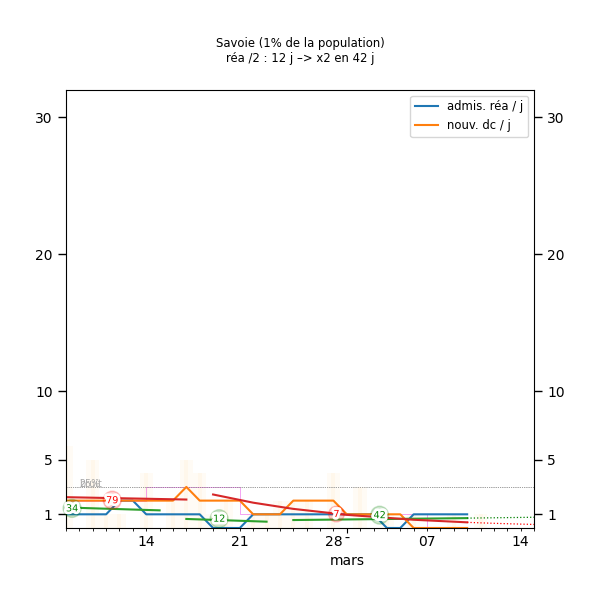 Savoie (1% de la population)
réa /2 : 12 j –> x2 en 42 j
admis. réa / j
nouv. dc / j
30 30
20 20
10 10
5 5
1 1
34
79
12
7
42
14 21 28 07 14
mars